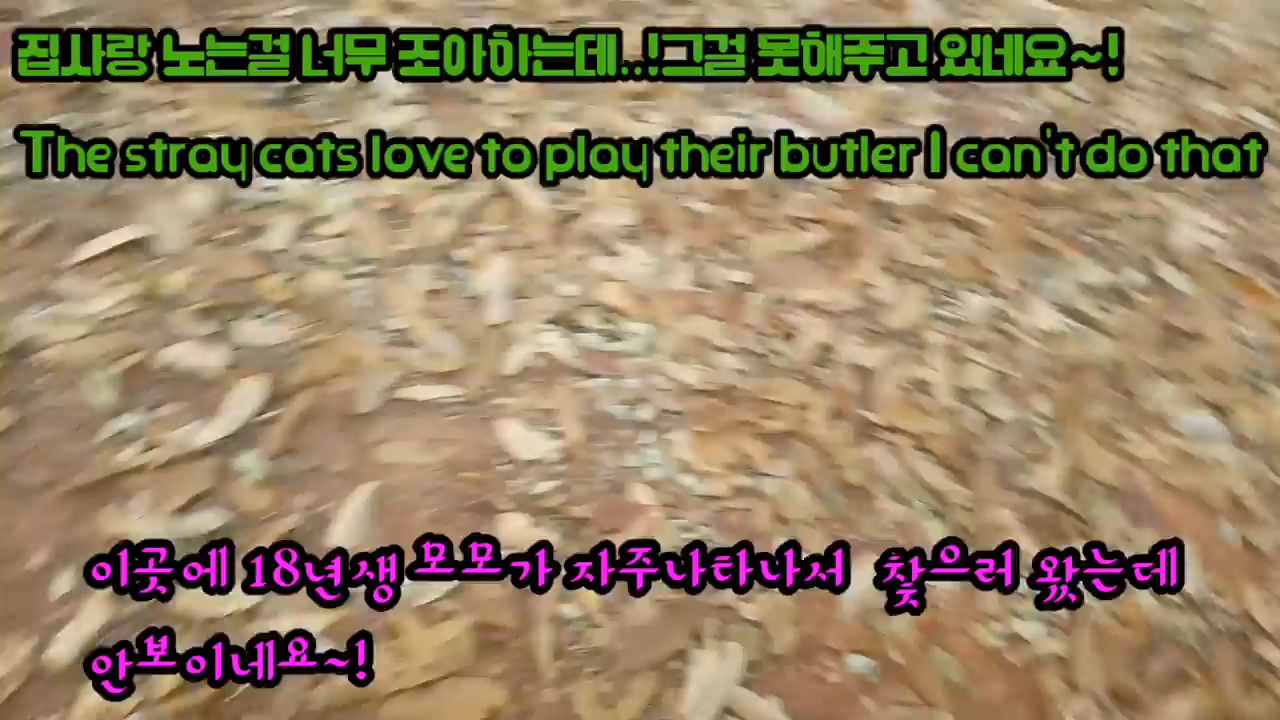 집사랑 노는걸 너무 조아하는데..!그걸 못해주고 있네요~!
The stray cats love to play their butler I can't do that
이곳에 18년생 모모가 자주나타나서 찾으러 왔는데
안보이네요~!